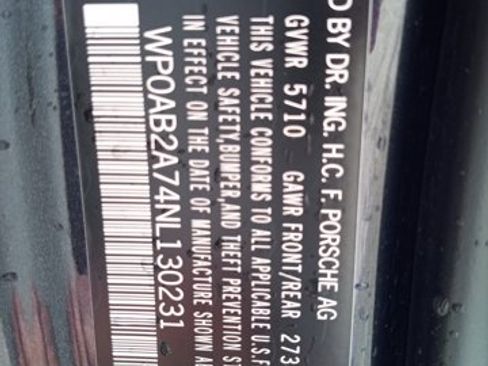 D BY DR. ING. H.C. F. PORSCHE AG
GVWR 5710 GAWR FRONT/REAR 273
THIS VEHICLE CONFORMS TO ALL APPLICABLE U.S.F
VEHICLE SAFETY,BUMPER,AND THEFT PREVENTION ST
IN EFFECT ON THE DATE OF MANUFACTURE SHOWN A
WP0AB2A74NL130231